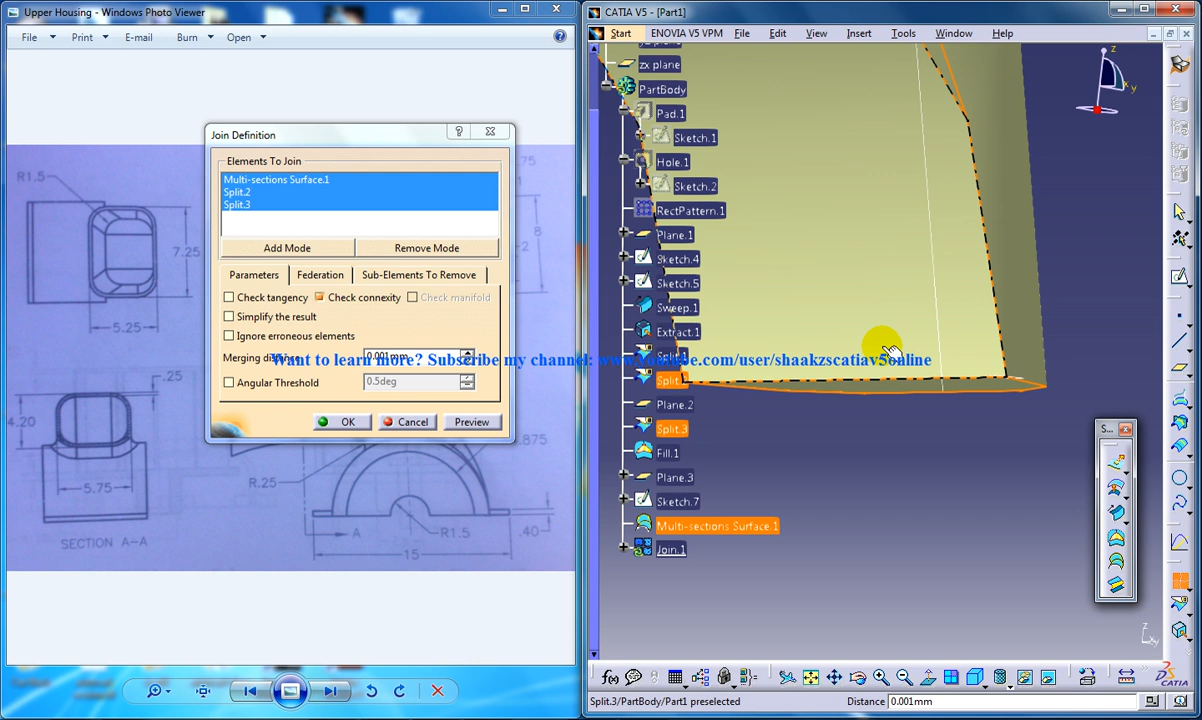 Upper Housing - Windows Photo Viewer
File Print E-mail Burn Open
R1.5
7.25
5.25
.75
8
-2
.25
4.20
5.75
SECTION A-A
.875
R.25
R1.5
.40
A
15
Join Definition
Elements To Join
Multi-sections Surface.1
Split.2
Split.3
Add Mode Remove Mode
Parameters Federation Sub-Elements To Remove
Check tangency Check connexity Check manifold
Simplify the result
Ignore erroneous elements
Merging distance 0.001mm
Angular Threshold 0.5deg
OK Cancel Preview
Want to learn more? Subscribe my channel: www.youtube.com/user/shaakzscatiav5online
CATIA V5 - [Part1]
Start ENOVIA V5 VPM File Edit View Insert Tools Window Help
zx plane
PartBody
Pad.1
Sketch.1
Hole.1
Sketch.2
RectPattern.1
Plane.1
Sketch.4
Sketch.5
Sweep.1
Extract.1
Split.1
Split.2
Plane.2
Split.3
Fill.1
Plane.3
Sketch.7
Multi-sections Surface.1
Join.1
z
y
x
S...
z
x y
CATIA
Split.3/PartBody/Part1 preselected Distance 0.001mm